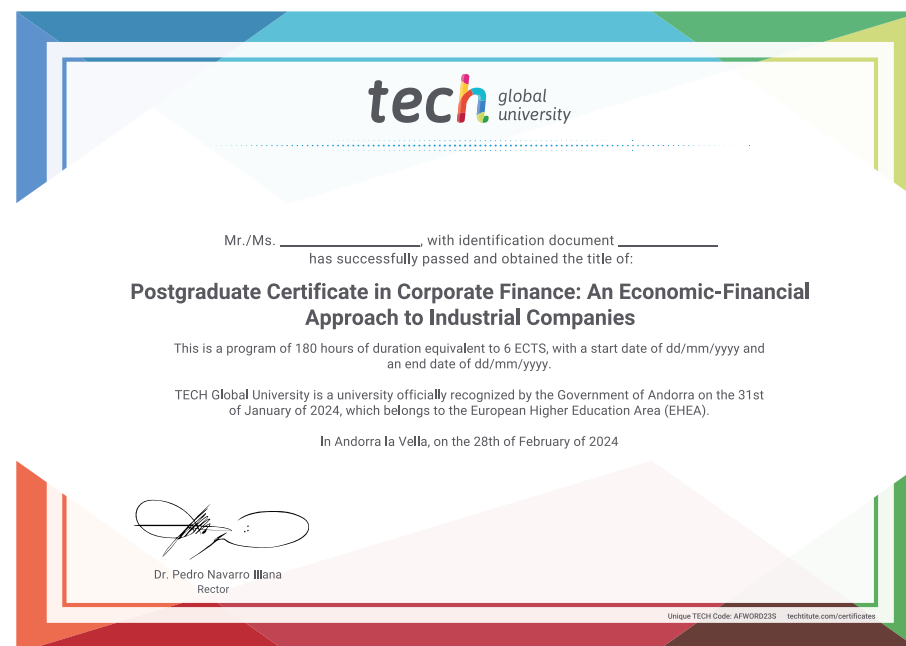 tech global
university
Mr./Ms. ____________________, with identification document ______________
has successfully passed and obtained the title of:
Postgraduate Certificate in Corporate Finance: An Economic-Financial
Approach to Industrial Companies
This is a program of 180 hours of duration equivalent to 6 ECTS, with a start date of dd/mm/yyyy and
an end date of dd/mm/yyyy.
TECH Global University is a university officially recognized by the Government of Andorra on the 31st
of January of 2024, which belongs to the European Higher Education Area (EHEA).
In Andorra la Vella, on the 28th of February of 2024
Dr. Pedro Navarro Illana
Rector
Unique TECH Code: AFWORD23S techtitute.com/certificates